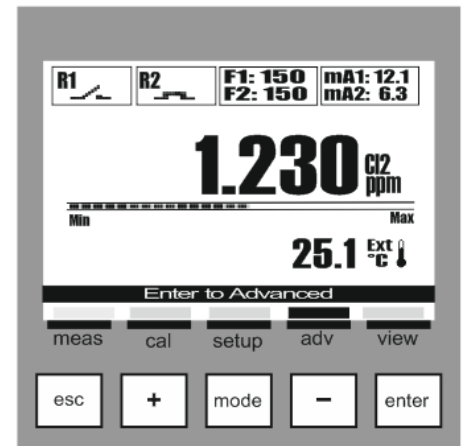 R1
R2
F1: 150
F2: 150
mA1: 12.1
mA2: 6.3
1.230 Cl2 ppm
Min Max
25.1 Ext °C
Enter to Advanced
meas cal setup adv view
esc + mode − enter